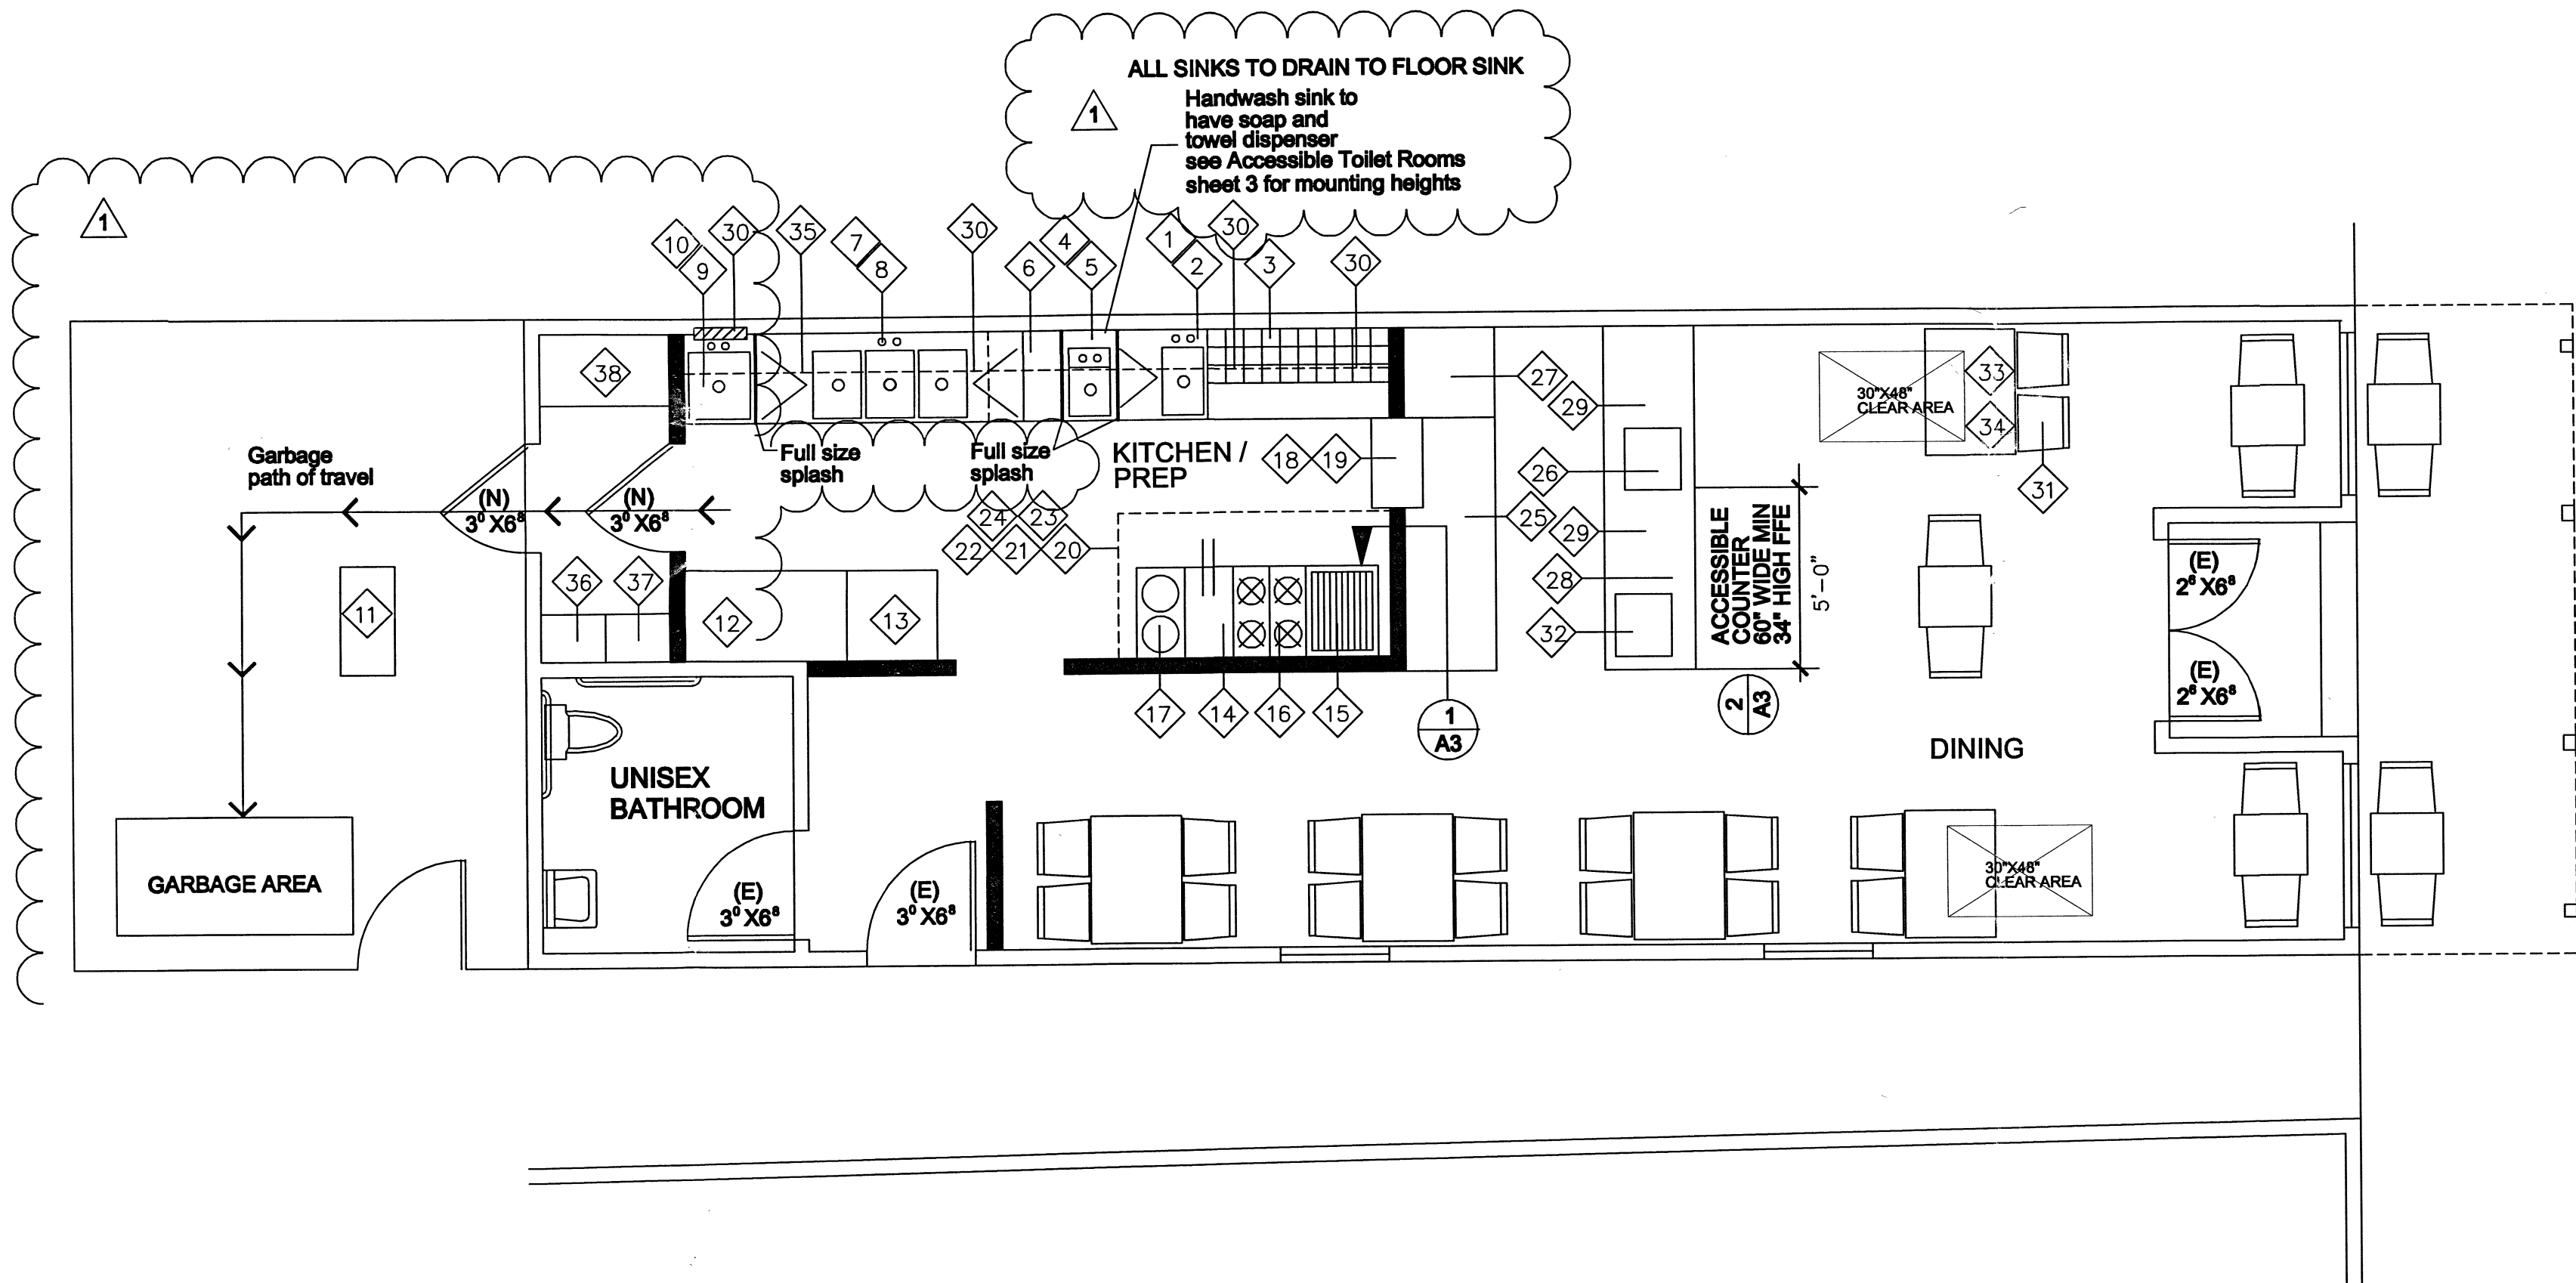 ALL SINKS TO DRAIN TO FLOOR SINK
1
Handwash sink to
have soap and
towel dispenser
see Accessible Toilet Rooms
sheet 3 for mounting heights
1
10
9
30
35
7
8
30
6
4
5
1
2
30
3
30
38
Full size
splash
Full size
splash
KITCHEN /
PREP
18
19
27
29
26
25
29
28
32
30"X48"
CLEAR AREA
33
34
31
Garbage
path of travel
(N)
3⁰ X6⁸
(N)
3⁰ X6⁸
24
23
22
21
20
36
37
11
12
13
ACCESSIBLE
COUNTER
60" WIDE MIN
34" HIGH FFE
5'-0"
(E)
2⁶ X6⁸
(E)
2⁶ X6⁸
17
14
16
15
1
A3
2
A3
DINING
UNISEX
BATHROOM
GARBAGE AREA
(E)
3⁰ X6⁸
(E)
3⁰ X6⁸
30"X48"
CLEAR AREA